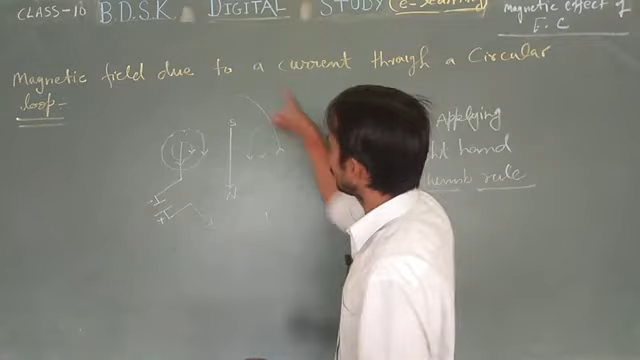 CLASS-10 B.D.S.K. DIGITAL STUDY (e-learning) Magnetic effect of
E.C
Magnetic field due to a current through a Circular
loop:-
Applying
hand
rule
S
N